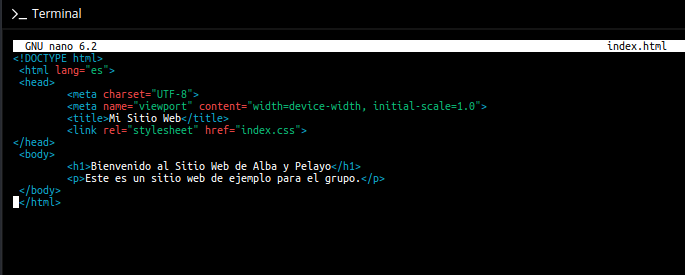 Terminal
GNU nano 6.2 index.html
<!DOCTYPE html>
<html lang="es">
<head>
<meta charset="UTF-8">
<meta name="viewport" content="width=device-width, initial-scale=1.0">
<title>Mi Sitio Web</title>
<link rel="stylesheet" href="index.css">
</head>
<body>
<h1>Bienvenido al Sitio Web de Alba y Pelayo</h1>
<p>Este es un sitio web de ejemplo para el grupo.</p>
</body>
</html>